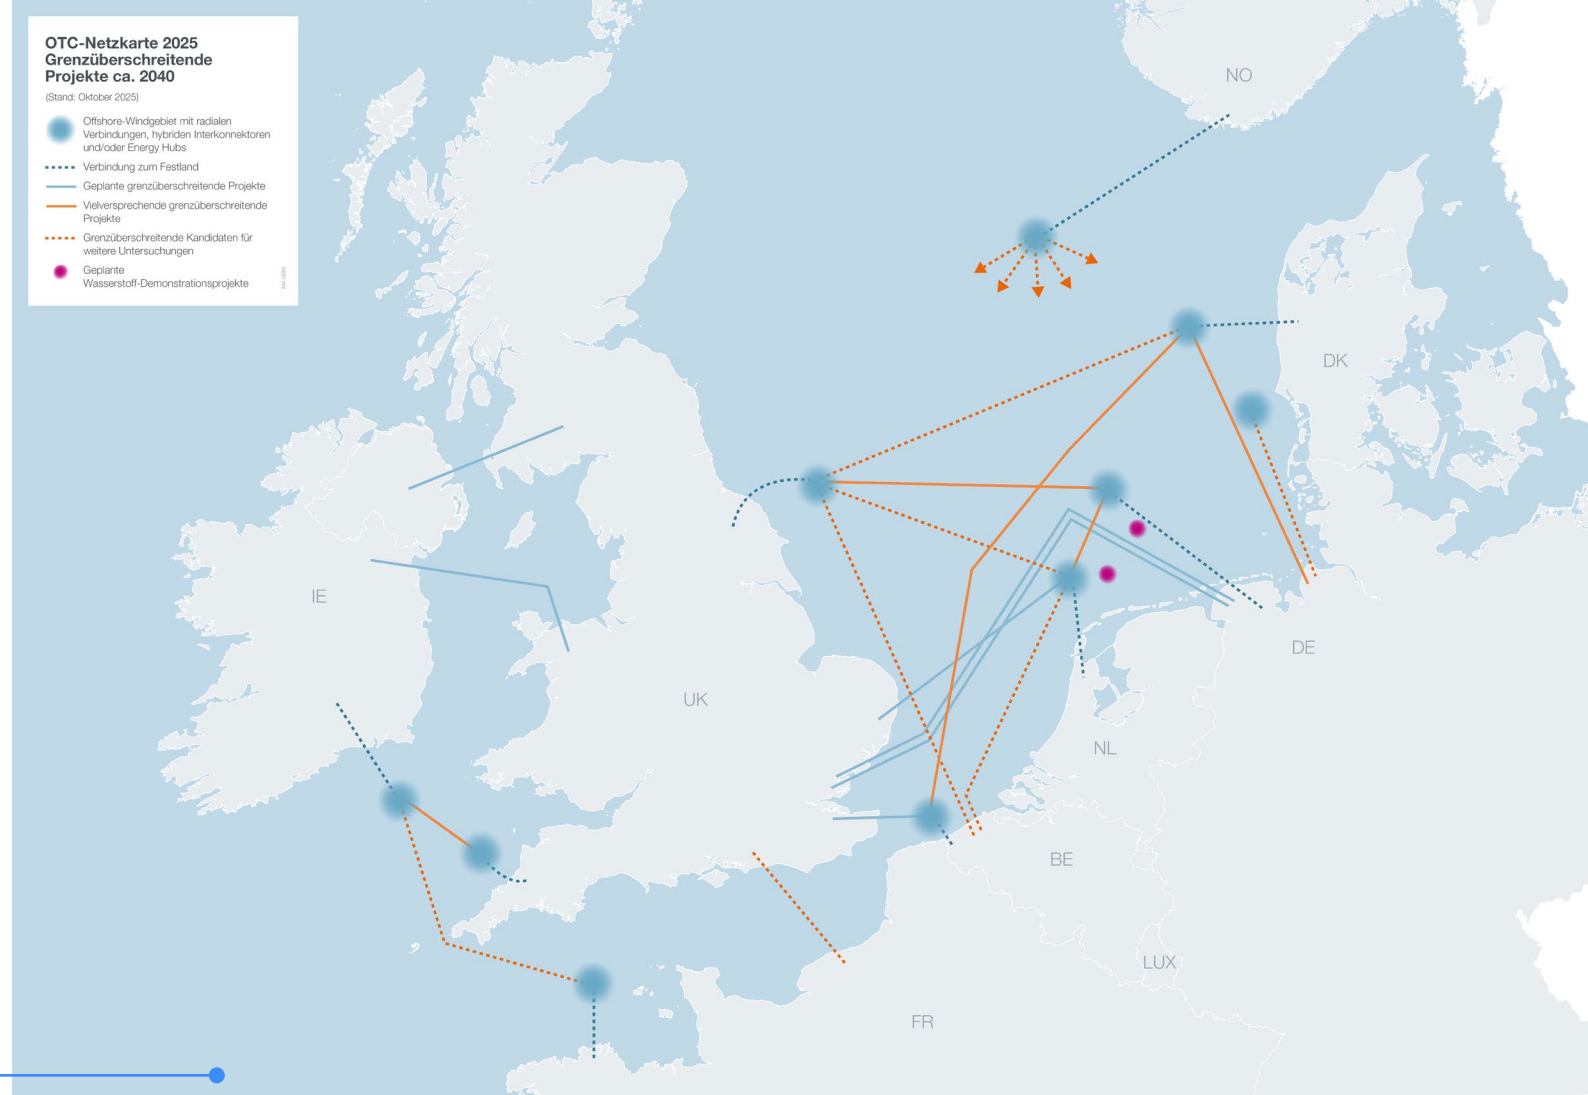 OTC-Netzkarte 2025
Grenzüberschreitende
Projekte ca. 2040
(Stand: Oktober 2025)
Offshore-Windgebiet mit radialen
Verbindungen, hybriden Interkonnektoren
und/oder Energy Hubs
Verbindung zum Festland
Geplante grenzüberschreitende Projekte
Vielversprechende grenzüberschreitende
Projekte
Grenzüberschreitende Kandidaten für
weitere Untersuchungen
Geplante
Wasserstoff-Demonstrationsprojekte
NO
DK
IE
DE
UK
NL
BE
LUX
FR